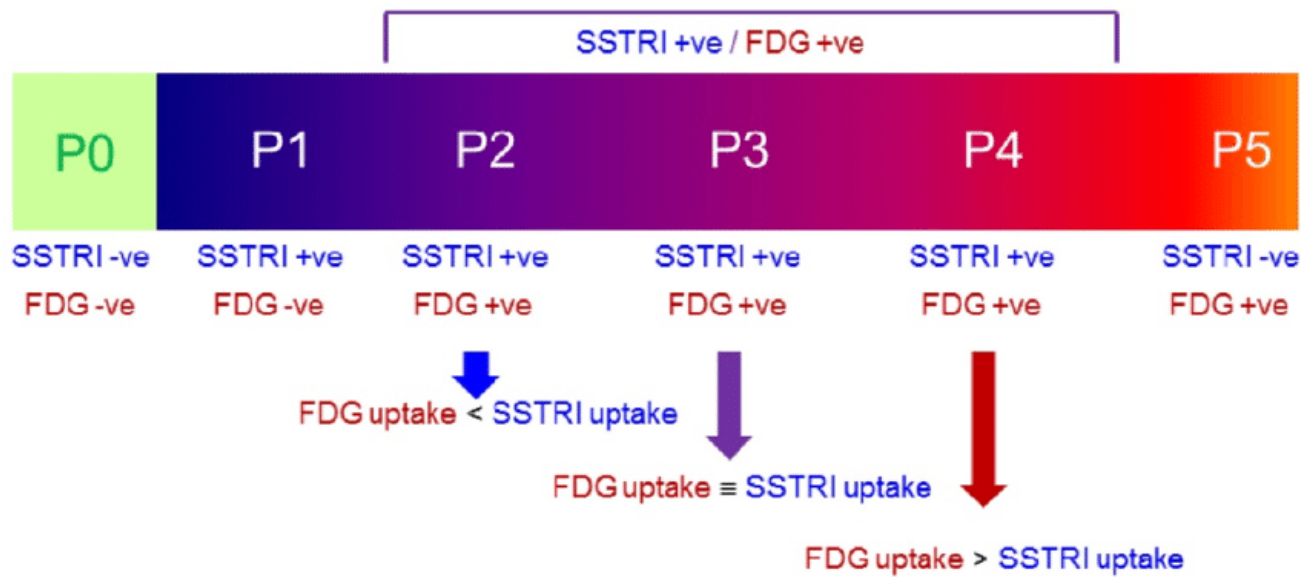 SSTRI +ve / FDG +ve
P0 P1 P2 P3 P4 P5
SSTRI -ve SSTRI +ve SSTRI +ve SSTRI +ve SSTRI +ve SSTRI -ve
FDG -ve FDG -ve FDG +ve FDG +ve FDG +ve FDG +ve
FDG uptake < SSTRI uptake
FDG uptake ≡ SSTRI uptake
FDG uptake > SSTRI uptake